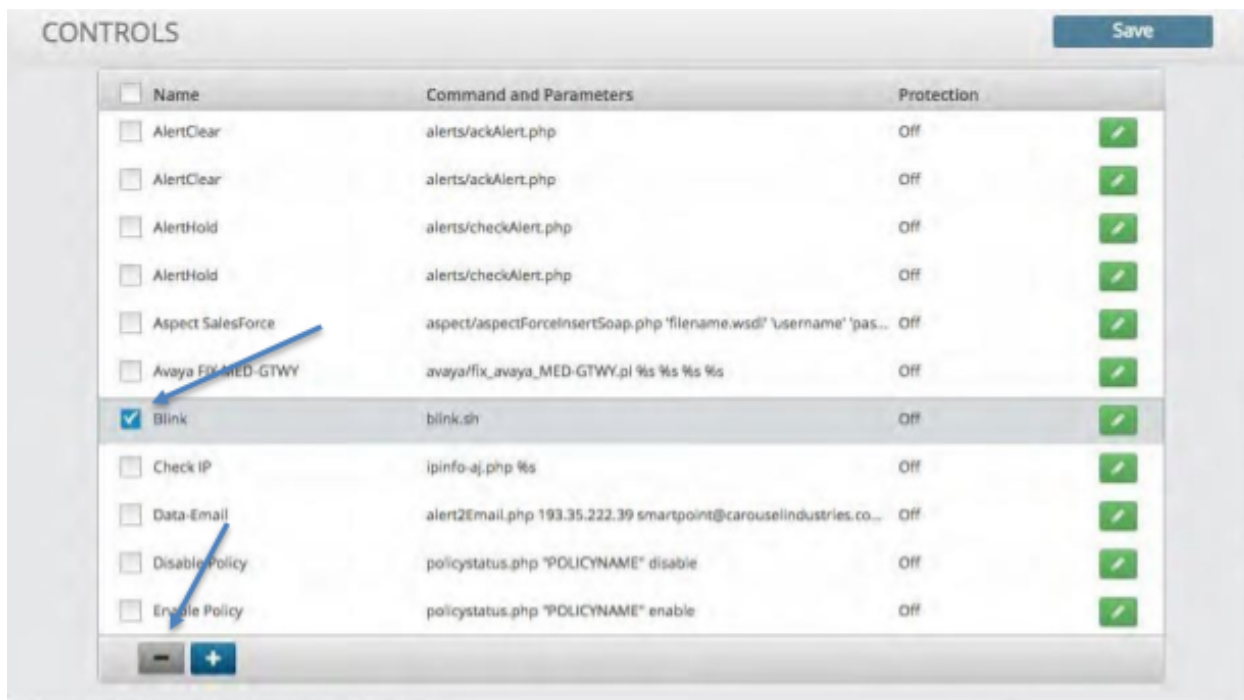 CONTROLS Save
Name Command and Parameters Protection
AlertClear alerts/ackAlert.php Off
AlertClear alerts/ackAlert.php Off
AlertHold alerts/checkAlert.php Off
AlertHold alerts/checkAlert.php Off
Aspect SalesForce aspect/aspectForceInsertSoap.php 'filename.wsdl' 'username' 'pas... Off
Avaya FIX-MED-GTWY avaya/fix_avaya_MED-GTWY.pl %s %s %s %s Off
Blink blink.sh Off
Check IP ipinfo-aj.php %s Off
Data-Email alert2Email.php 193.35.222.39 smartpoint@carouselindustries.co... Off
Disable Policy policystatus.php "POLICYNAME" disable Off
Enable Policy policystatus.php "POLICYNAME" enable Off